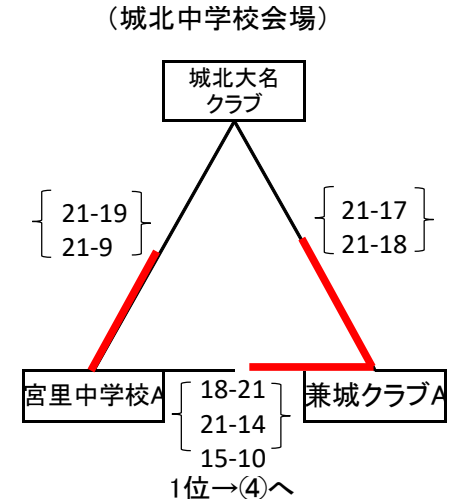 (城北中学校会場)
城北大名
クラブ
21-19
21-9
21-17
21-18
宮里中学校A
18-21
21-14
15-10
兼城クラブA
1位→④へ